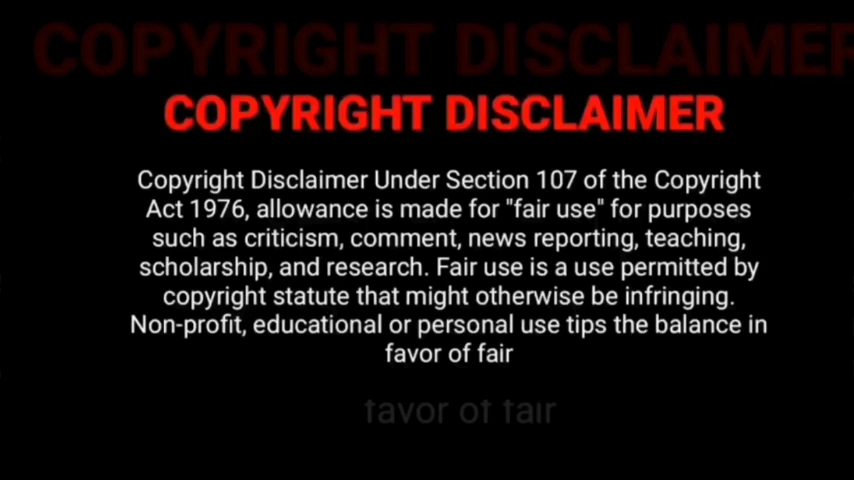 COPYRIGHT DISCLAIMER
COPYRIGHT DISCLAIMER
Copyright Disclaimer Under Section 107 of the Copyright
Act 1976, allowance is made for "fair use" for purposes
such as criticism, comment, news reporting, teaching,
scholarship, and research. Fair use is a use permitted by
copyright statute that might otherwise be infringing.
Non-profit, educational or personal use tips the balance in
favor of fair
favor of fair